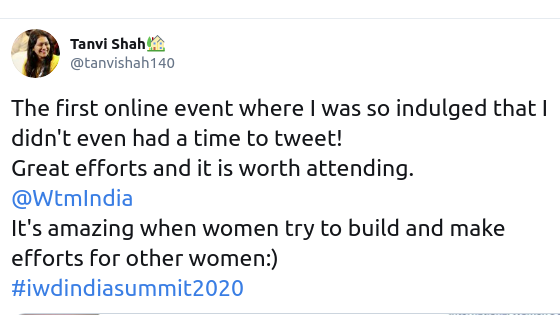 Tanvi Shah🏡
@tanvishah140
The first online event where I was so indulged that I
didn't even had a time to tweet!
Great efforts and it is worth attending.
@WtmIndia
It's amazing when women try to build and make
efforts for other women:)
#iwdindiasummit2020